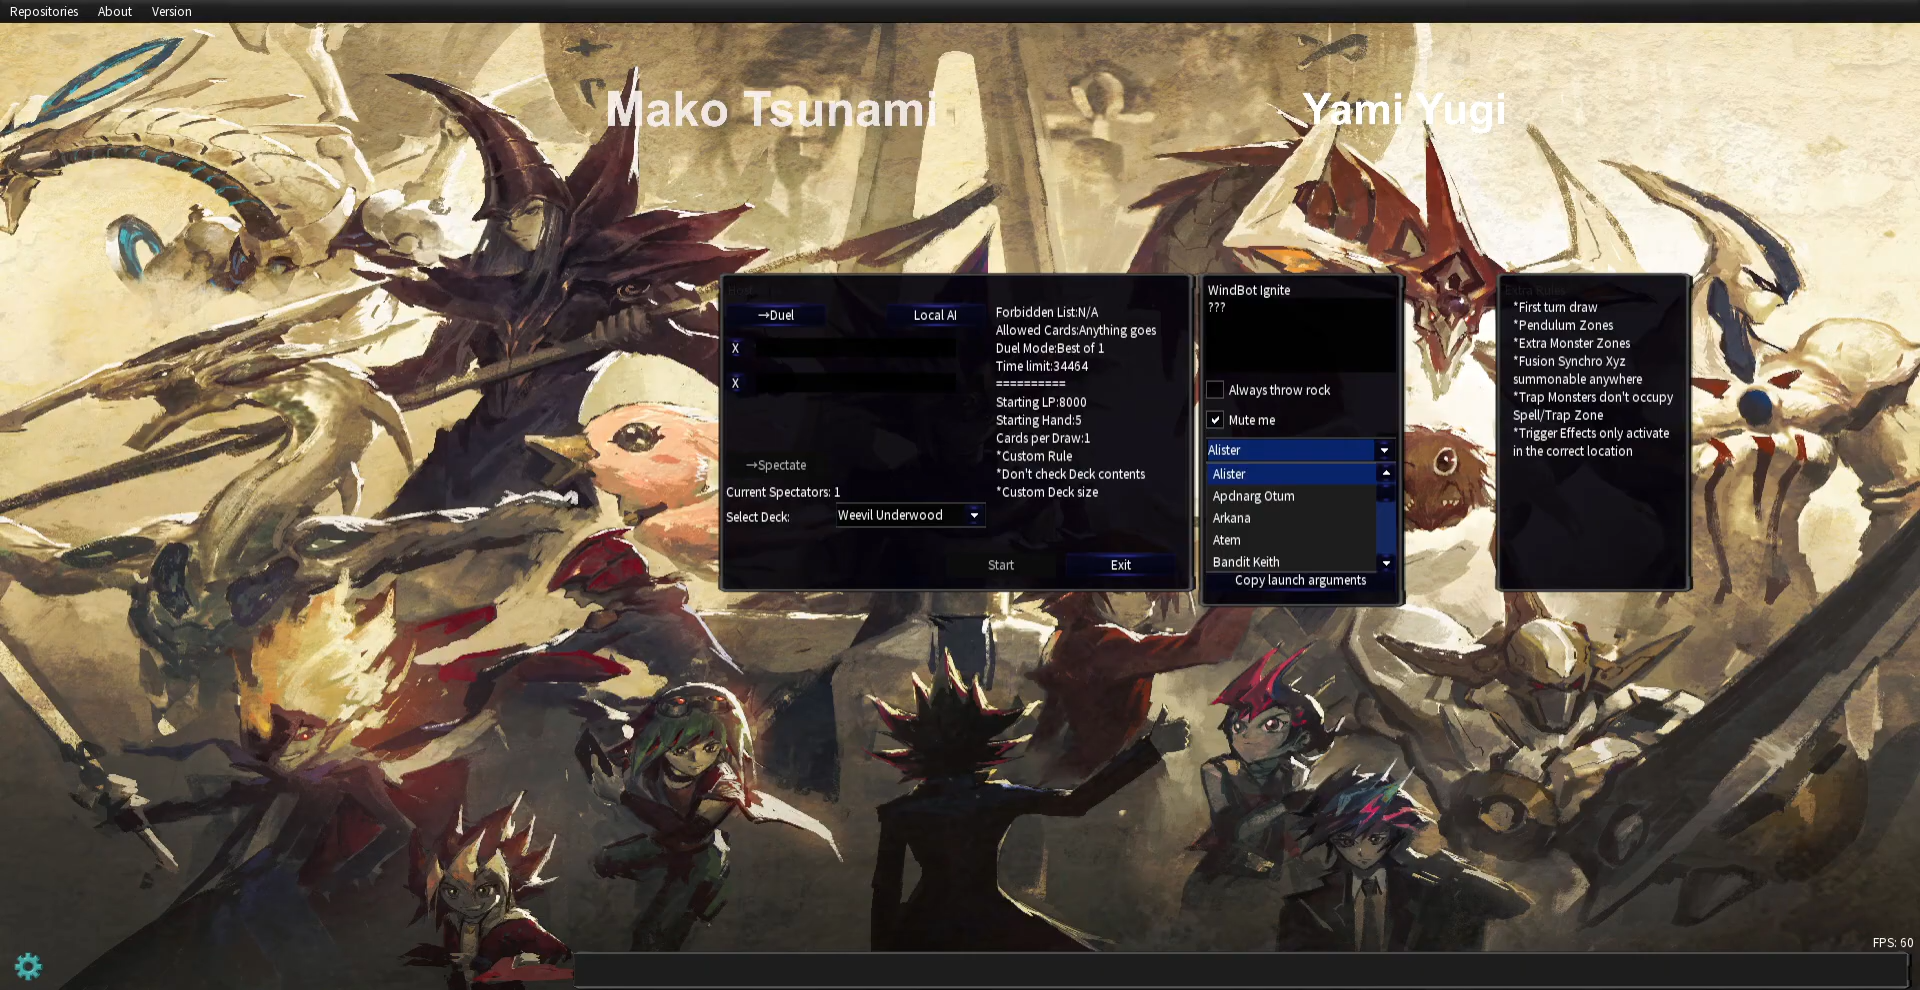 Repositories About Version
Mako Tsunami
Yami Yugi
Host
→Duel
Local AI
X
X
→Spectate
Current Spectators: 1
Select Deck:
Weevil Underwood
Start
Exit
Forbidden List:N/A
Allowed Cards:Anything goes
Duel Mode:Best of 1
Time limit:34464
==========
Starting LP:8000
Starting Hand:5
Cards per Draw:1
*Custom Rule
*Don't check Deck contents
*Custom Deck size
WindBot Ignite
???
Always throw rock
Mute me
Alister
Alister
Apdnarg Otum
Arkana
Atem
Bandit Keith
Copy launch arguments
Extra Rules
*First turn draw
*Pendulum Zones
*Extra Monster Zones
*Fusion Synchro Xyz
summonable anywhere
*Trap Monsters don't occupy
Spell/Trap Zone
*Trigger Effects only activate
in the correct location
FPS: 60